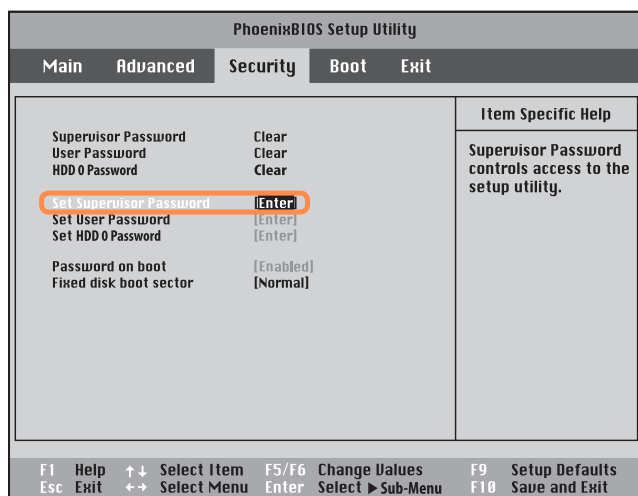 PhoenixBIOS Setup Utility
Main Advanced Security Boot Exit
Item Specific Help
Supervisor Password controls access to the setup utility.
Supervisor Password Clear
User Password Clear
HDD 0 Password Clear
Set Supervisor Password [Enter]
Set User Password [Enter]
Set HDD 0 Password [Enter]
Password on boot [Enabled]
Fixed disk boot sector [Normal]
F1 Help ↑↓ Select Item F5/F6 Change Values F9 Setup Defaults
Esc Exit ←→ Select Menu Enter Select ▶Sub-Menu F10 Save and Exit